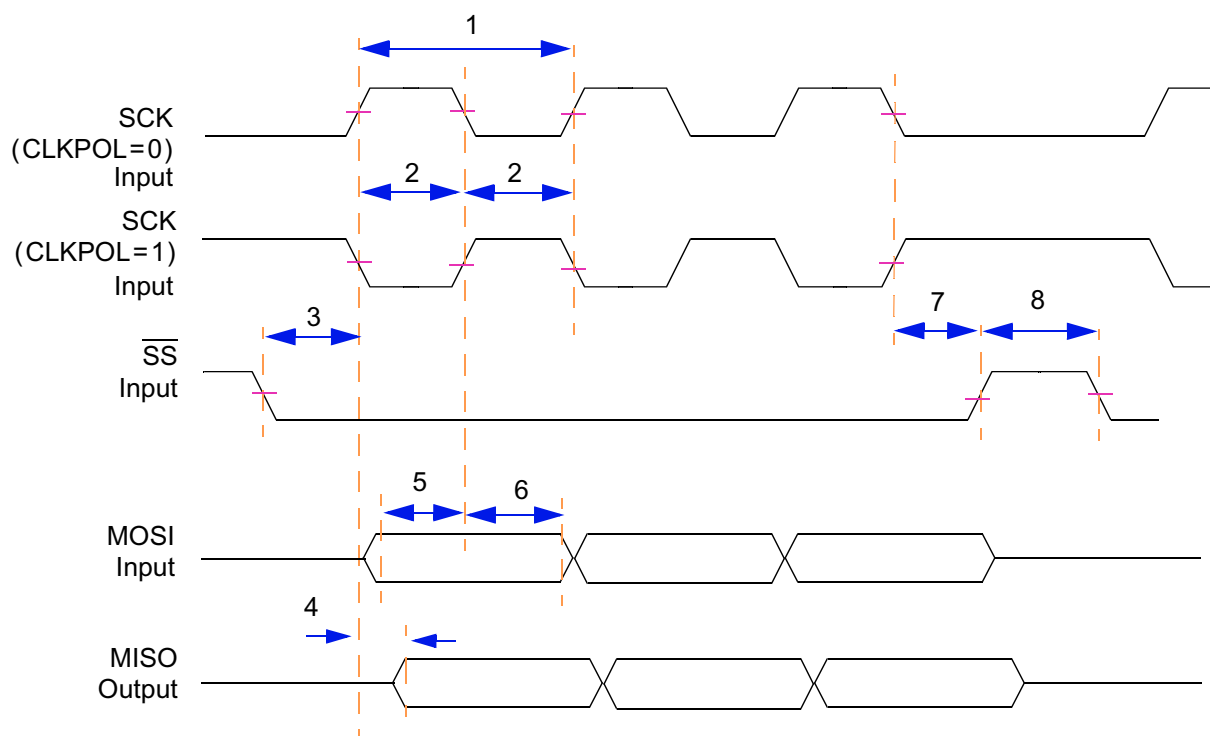 1
SCK
(CLKPOL=0)
Input
2 2
SCK
(CLKPOL=1)
Input
3 7 8
SS
Input
5 6
MOSI
Input
4
MISO
Output